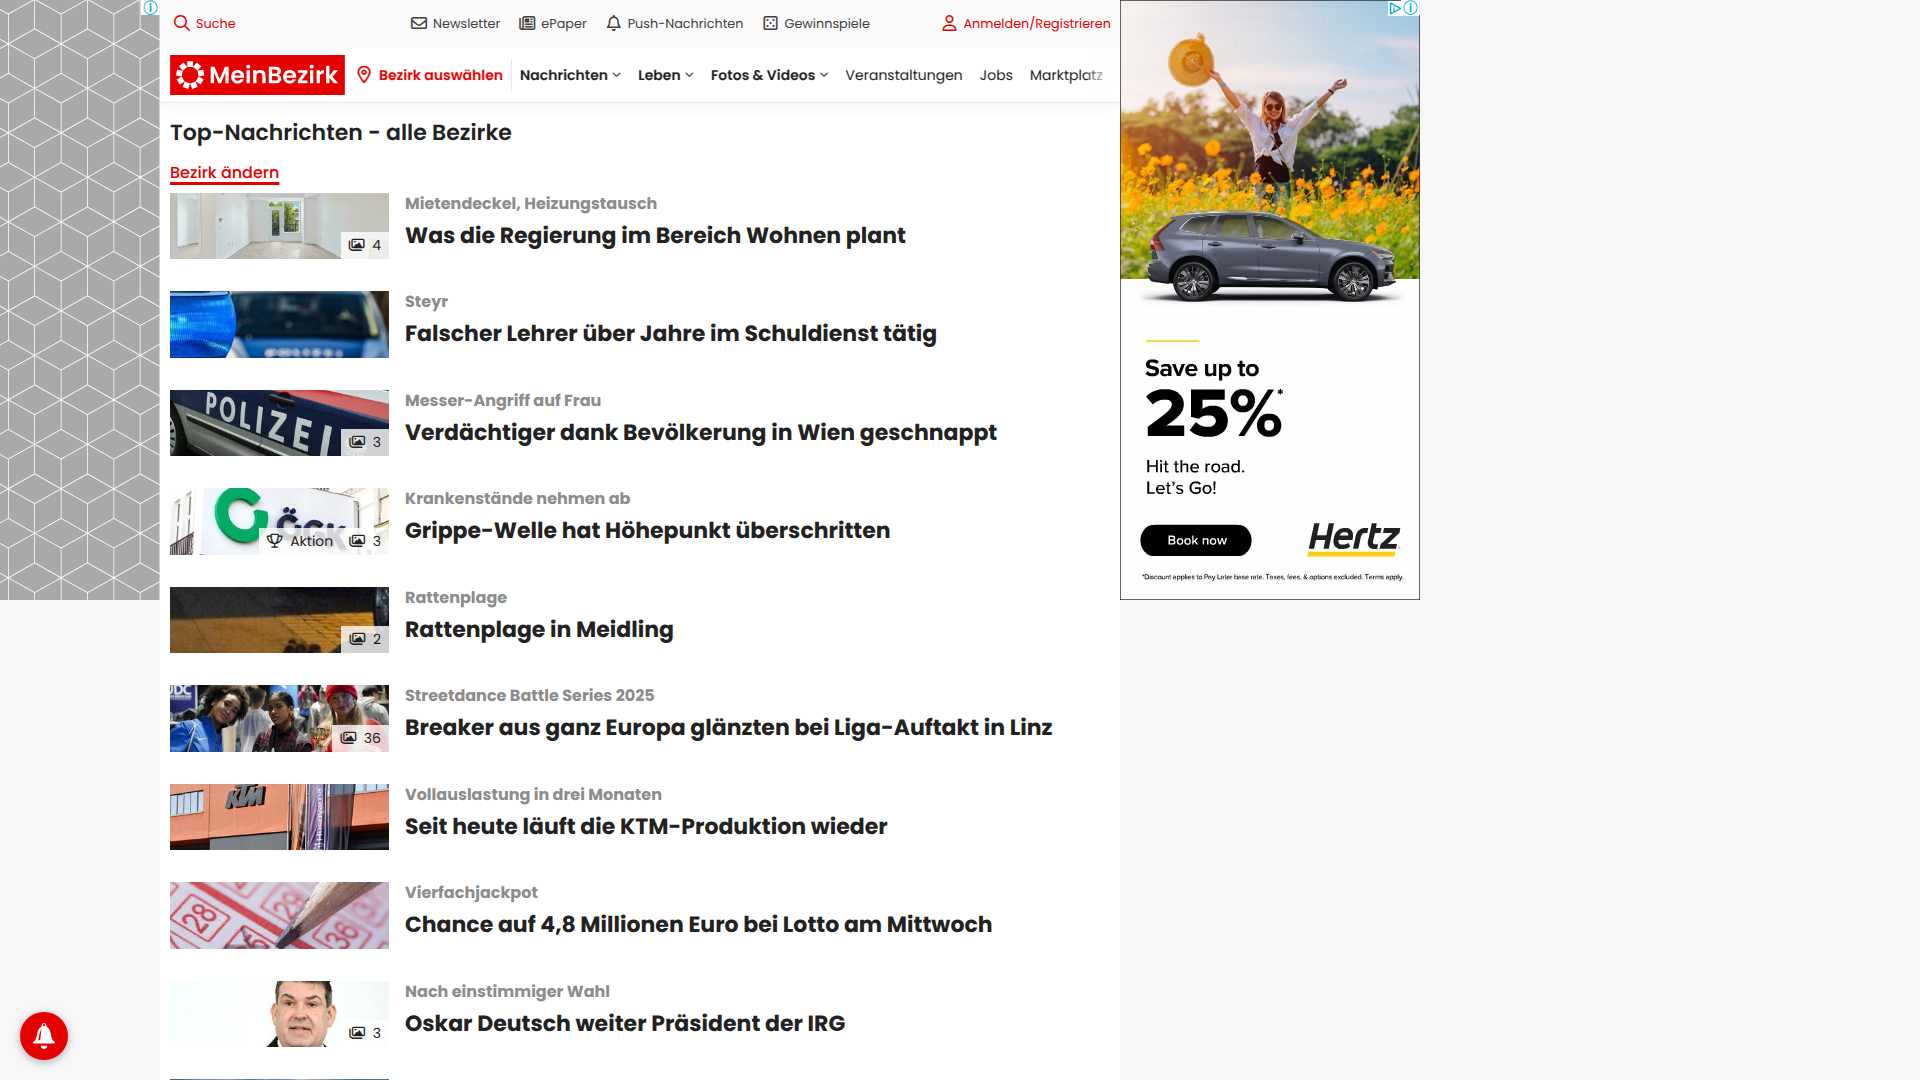 Suche
Newsletter
ePaper
Push-Nachrichten
Gewinnspiele
Anmelden/Registrieren
MeinBezirk
Bezirk auswählen
Nachrichten
Leben
Fotos & Videos
Veranstaltungen
Jobs
Marktplatz
Top-Nachrichten - alle Bezirke
Bezirk ändern
4
Mietendeckel, Heizungstausch
Was die Regierung im Bereich Wohnen plant
Steyr
Falscher Lehrer über Jahre im Schuldienst tätig
POLIZEI
3
Messer-Angriff auf Frau
Verdächtiger dank Bevölkerung in Wien geschnappt
Aktion
3
Krankenstände nehmen ab
Grippe-Welle hat Höhepunkt überschritten
2
Rattenplage
Rattenplage in Meidling
36
Streetdance Battle Series 2025
Breaker aus ganz Europa glänzten bei Liga-Auftakt in Linz
KTM
Vollauslastung in drei Monaten
Seit heute läuft die KTM-Produktion wieder
28
29
36
Vierfachjackpot
Chance auf 4,8 Millionen Euro bei Lotto am Mittwoch
3
Nach einstimmiger Wahl
Oskar Deutsch weiter Präsident der IRG
Save up to
25%*
Hit the road.
Let's Go!
Book now
Hertz
*Discount applies to Pay Later base rate. Taxes, fees, & options excluded. Terms apply.